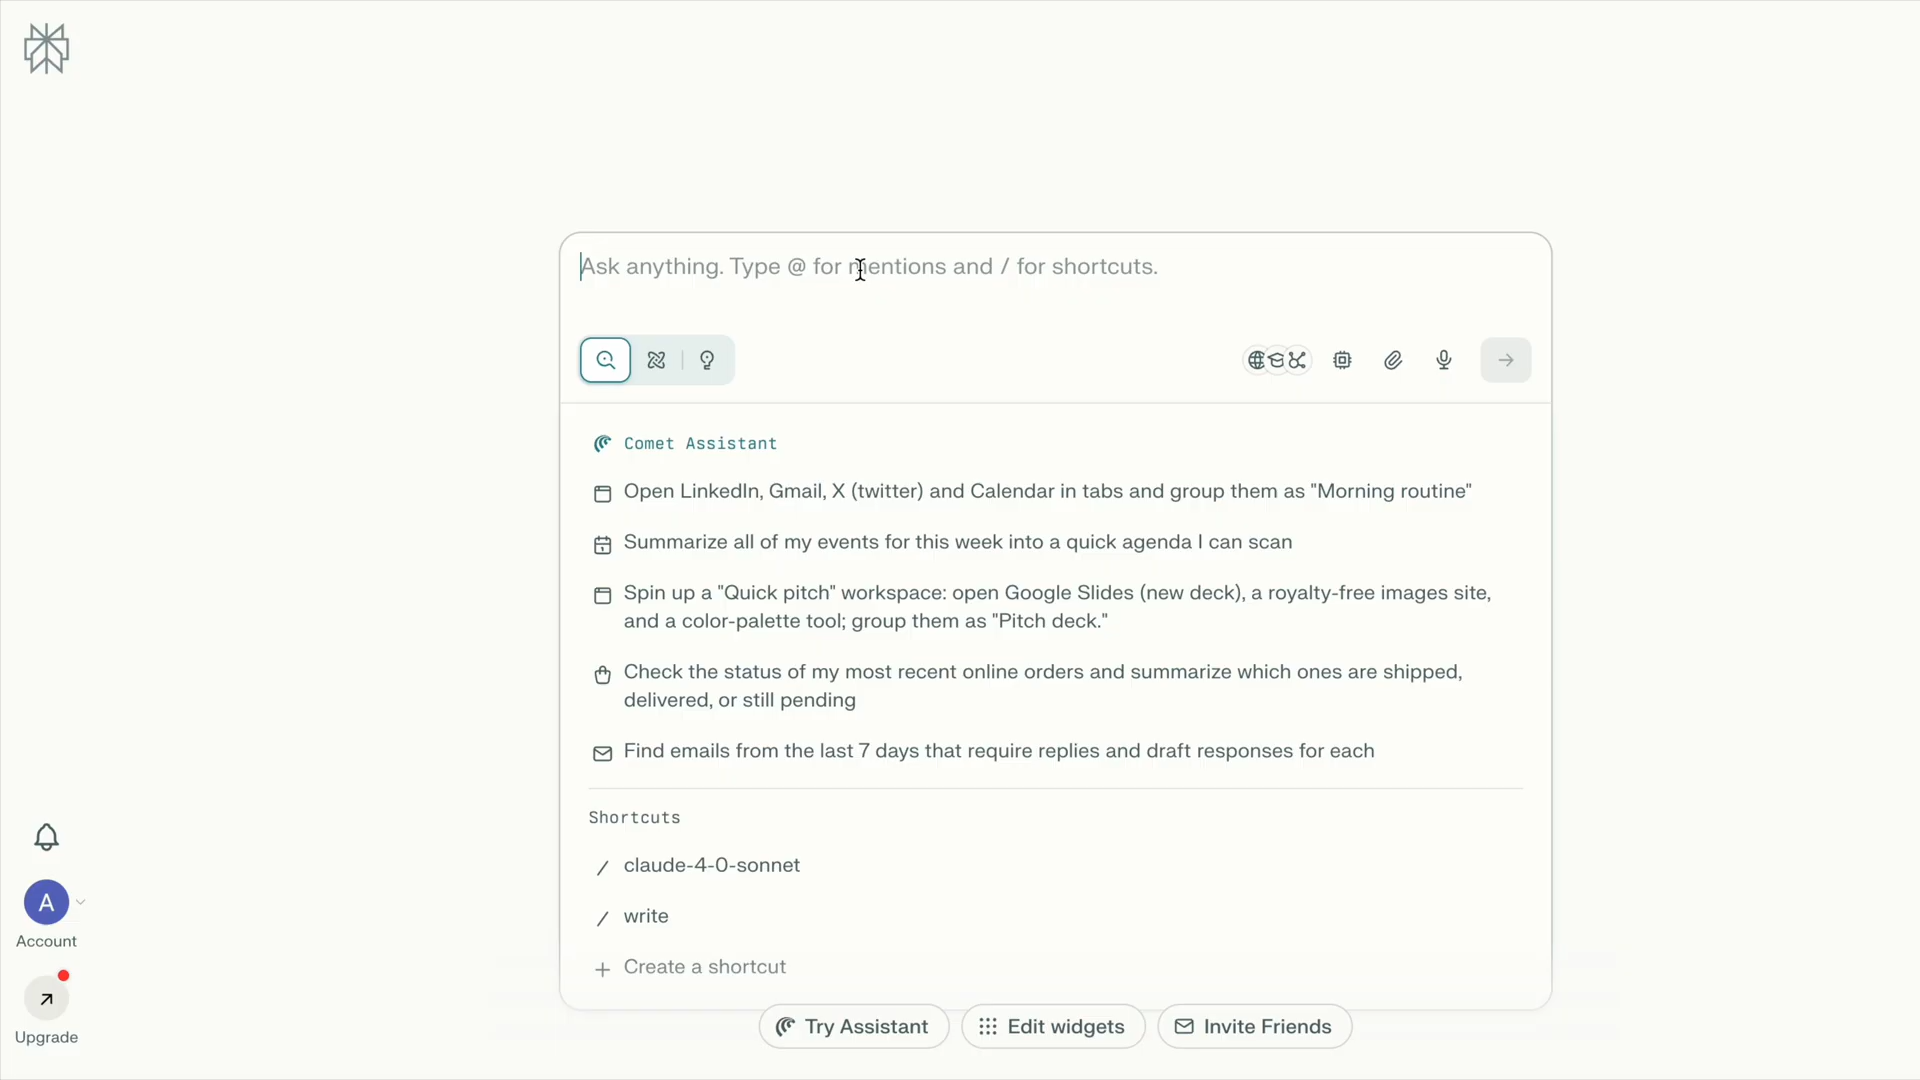 Ask anything. Type @ for mentions and / for shortcuts.
Comet Assistant
Open LinkedIn, Gmail, X (twitter) and Calendar in tabs and group them as "Morning routine"
Summarize all of my events for this week into a quick agenda I can scan
Spin up a "Quick pitch" workspace: open Google Slides (new deck), a royalty-free images site,
and a color-palette tool; group them as "Pitch deck."
Check the status of my most recent online orders and summarize which ones are shipped,
delivered, or still pending
Find emails from the last 7 days that require replies and draft responses for each
Shortcuts
/ claude-4-0-sonnet
/ write
+ Create a shortcut
A
Account
Upgrade
Try Assistant
Edit widgets
Invite Friends